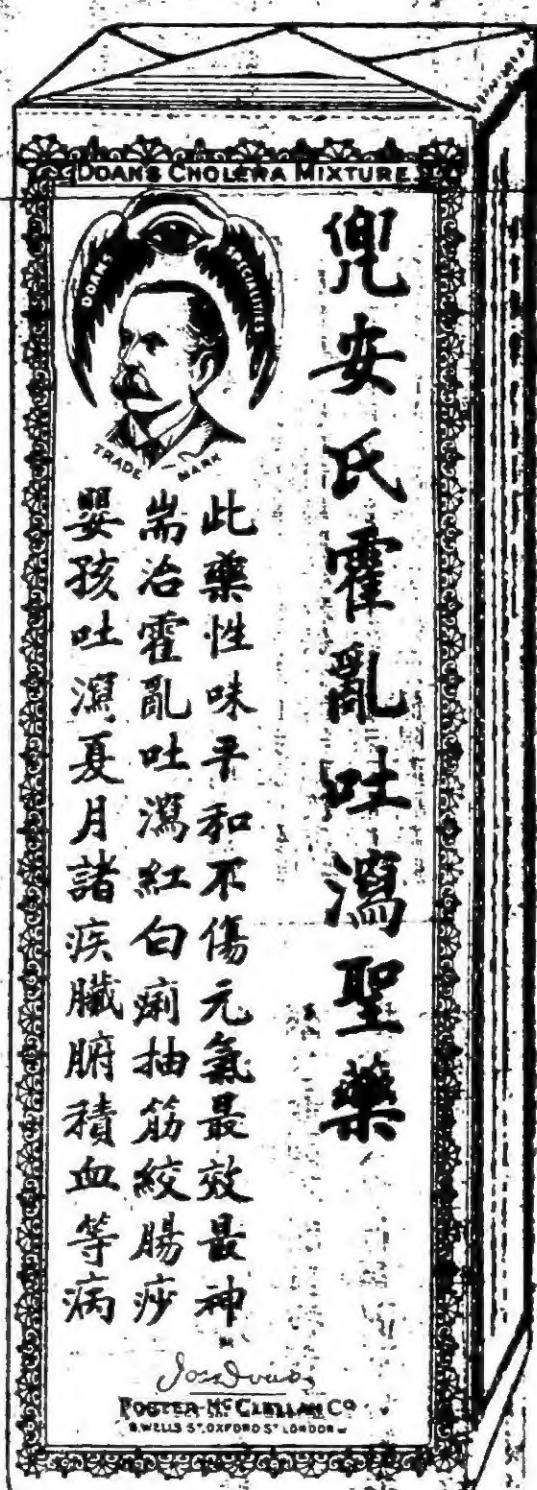 DOANS CHOLERA MIXTURE
DOANS SPECIALITIES
TRADE MARK
兜安氏霍亂吐瀉聖藥
此藥性味平和不傷元氣最效最神
耑治霍亂吐瀉紅白痢抽筋絞腸痧
嬰孩吐瀉夏月諸疾臟腑積血等病
FOSTER-McCLELLAN Co
8, WELLS ST, OXFORD ST LONDON W